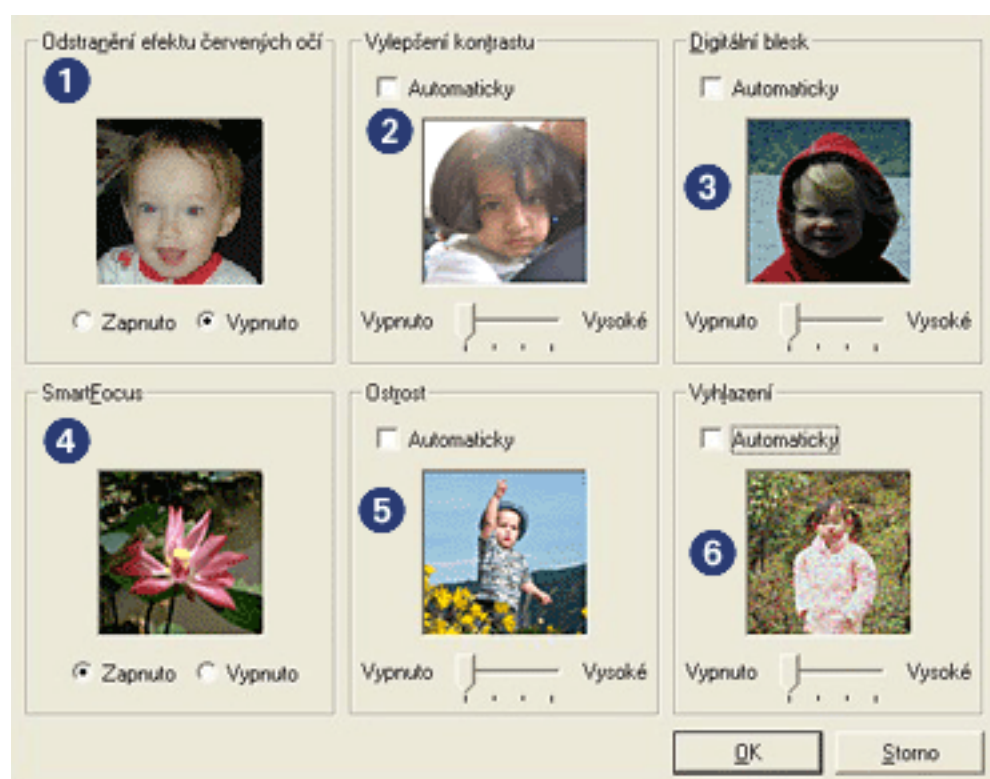 Odstranění efektu červených očí
1
Zapnuto Vypnuto
Vylepšení kontrastu
Automaticky
2
Vypnuto Vysoké
Digitální blesk
Automaticky
3
Vypnuto Vysoké
SmartFocus
4
Zapnuto Vypnuto
Ostrost
Automaticky
5
Vypnuto Vysoké
Vyhlazení
Automaticky
6
Vypnuto Vysoké
OK
Storno